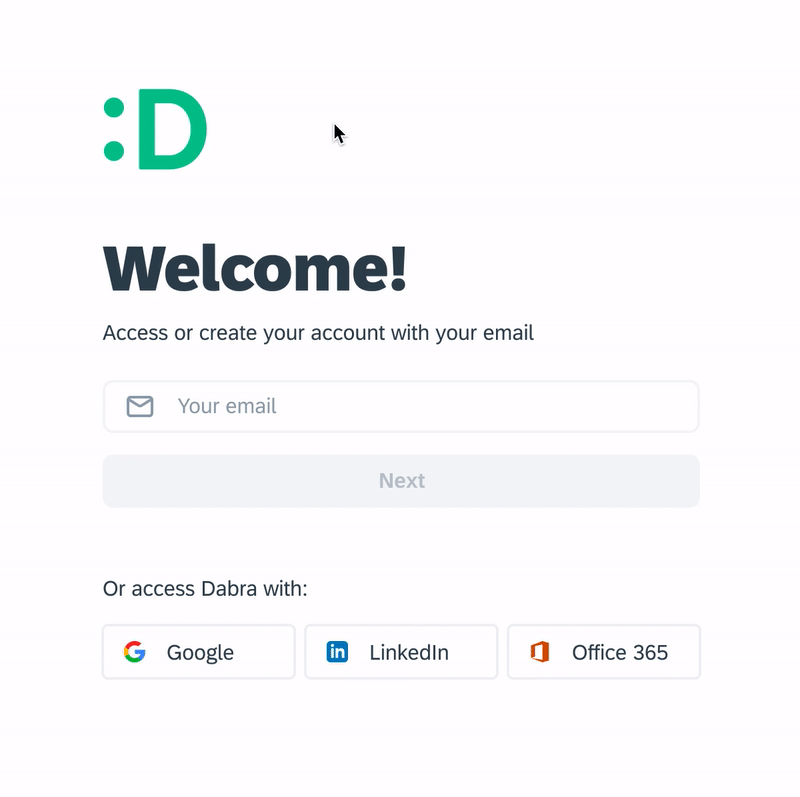 :D
Welcome!
Access or create your account with your email
Your email
Next
Or access Dabra with:
Google
LinkedIn
Office 365